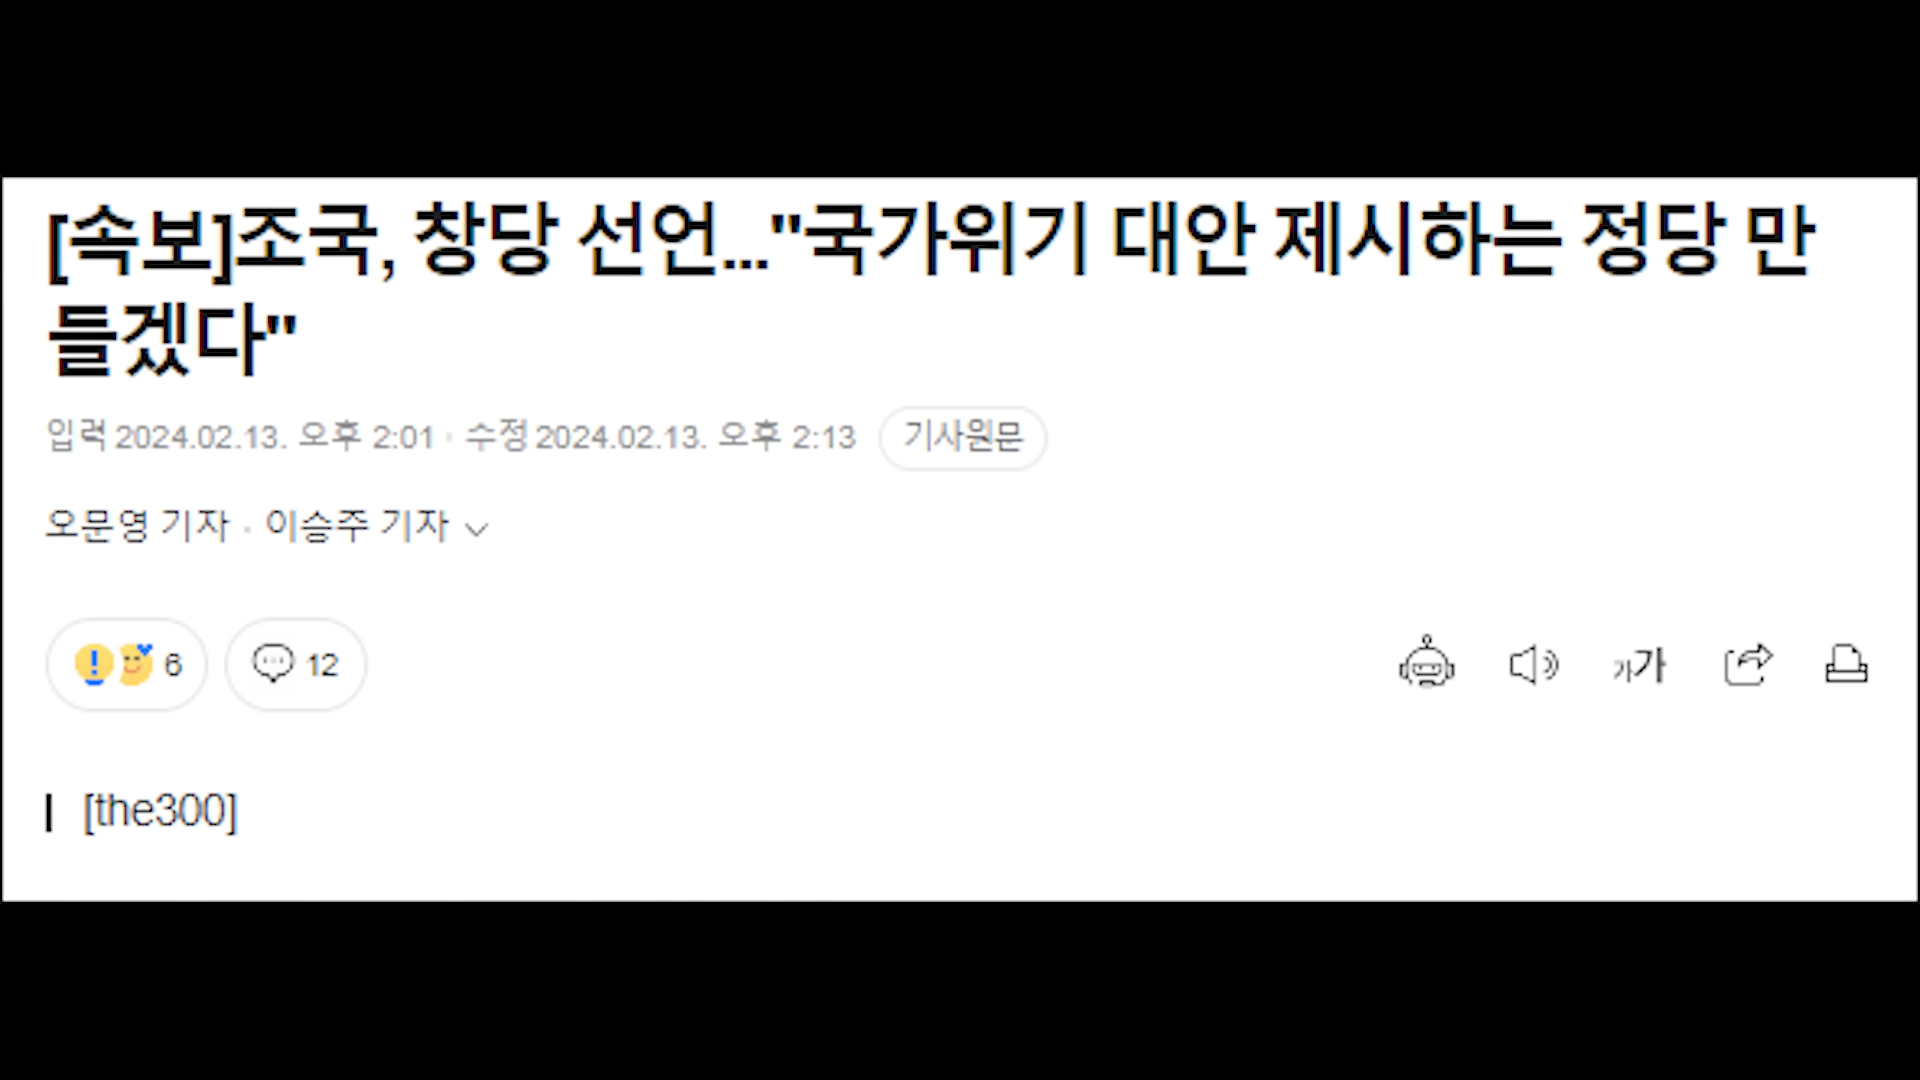 [속보]조국, 창당 선언..."국가위기 대안 제시하는 정당 만
들겠다"
입력 2024.02.13. 오후 2:01 · 수정 2024.02.13. 오후 2:13 기사원문
오문영 기자 · 이승주 기자
6 12
가가
[the300]